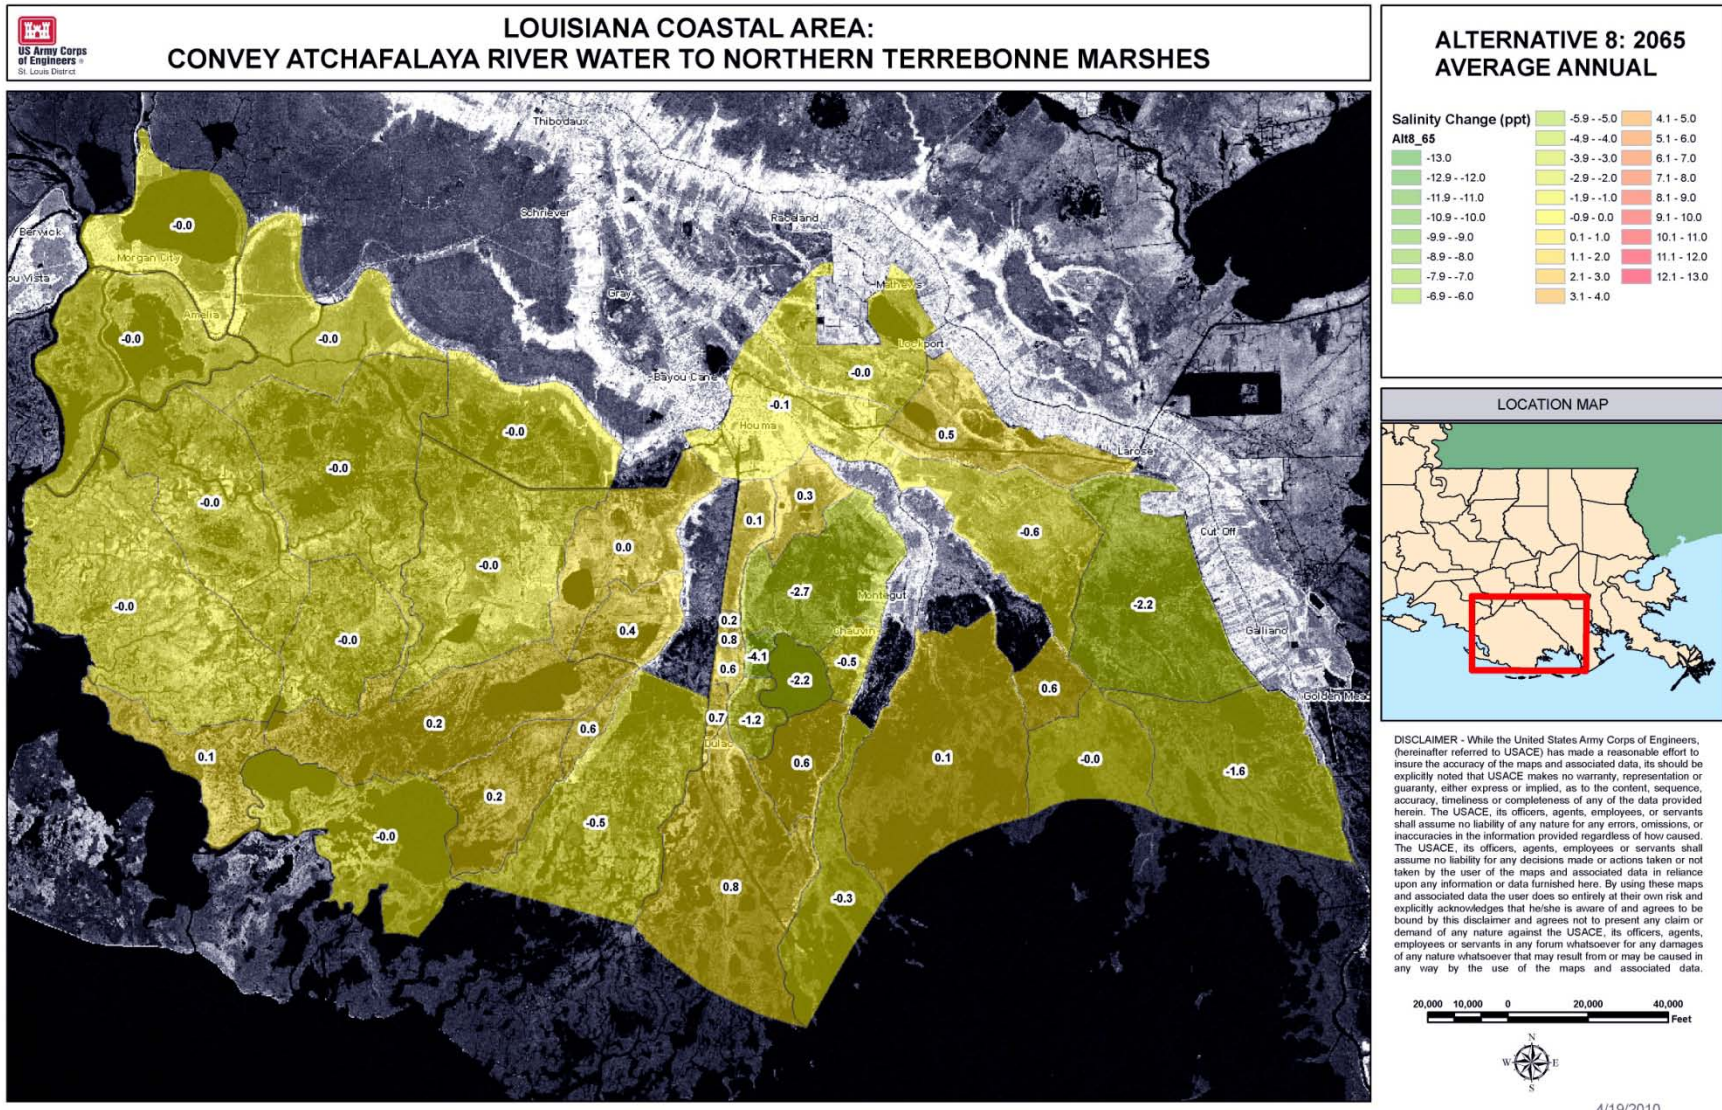 US Army Corps
of Engineers ®
St. Louis District
LOUISIANA COASTAL AREA:
CONVEY ATCHAFALAYA RIVER WATER TO NORTHERN TERREBONNE MARSHES
ALTERNATIVE 8: 2065
AVERAGE ANNUAL
Salinity Change (ppt)
Alt8_65
-13.0
-12.9 - -12.0
-11.9 - -11.0
-10.9 - -10.0
-9.9 - -9.0
-8.9 - -8.0
-7.9 - -7.0
-6.9 - -6.0
-5.9 - -5.0
-4.9 - -4.0
-3.9 - -3.0
-2.9 - -2.0
-1.9 - -1.0
-0.9 - 0.0
0.1 - 1.0
1.1 - 2.0
2.1 - 3.0
3.1 - 4.0
4.1 - 5.0
5.1 - 6.0
6.1 - 7.0
7.1 - 8.0
8.1 - 9.0
9.1 - 10.0
10.1 - 11.0
11.1 - 12.0
12.1 - 13.0
Thibodaux
Schriever
Raceland
Berwick
-0.0
Morgan City
ou Vista
Gray
Mathews
Amelia
-0.0
-0.0
Lockport
Bayou Cane
-0.0
-0.1
Houma
-0.0
0.5
Larose
-0.0
-0.0
0.3
0.1
Cut Off
-0.6
0.0
-0.0
-2.7
Montegut
-2.2
-0.0
0.2
Chauvin
Galliano
-0.0
0.4
0.8
-4.1
-0.5
0.6
-2.2
0.6
Golden Mead
0.2
0.6
0.7
-1.2
Dulac
0.1
0.6
0.1
-0.0
-1.6
0.2
-0.0
-0.5
0.8
-0.3
LOCATION MAP
DISCLAIMER - While the United States Army Corps of Engineers,
(hereinafter referred to USACE) has made a reasonable effort to
insure the accuracy of the maps and associated data, its should be
explicitly noted that USACE makes no warranty, representation or
guaranty, either express or implied, as to the content, sequence,
accuracy, timeliness or completeness of any of the data provided
herein. The USACE, its officers, agents, employees, or servants
shall assume no liability of any nature for any errors, omissions, or
inaccuracies in the information provided regardless of how caused.
The USACE, its officers, agents, employees or servants shall
assume no liability for any decisions made or actions taken or not
taken by the user of the maps and associated data in reliance
upon any information or data furnished here. By using these maps
and associated data the user does so entirely at their own risk and
explicitly acknowledges that he/she is aware of and agrees to be
bound by this disclaimer and agrees not to present any claim or
demand of any nature against the USACE, its officers, agents,
employees or servants in any forum whatsoever for any damages
of any nature whatsoever that may result from or may be caused in
any way by the use of the maps and associated data.
20,000 10,000 0 20,000 40,000
Feet
N
W E
S
4/19/2010